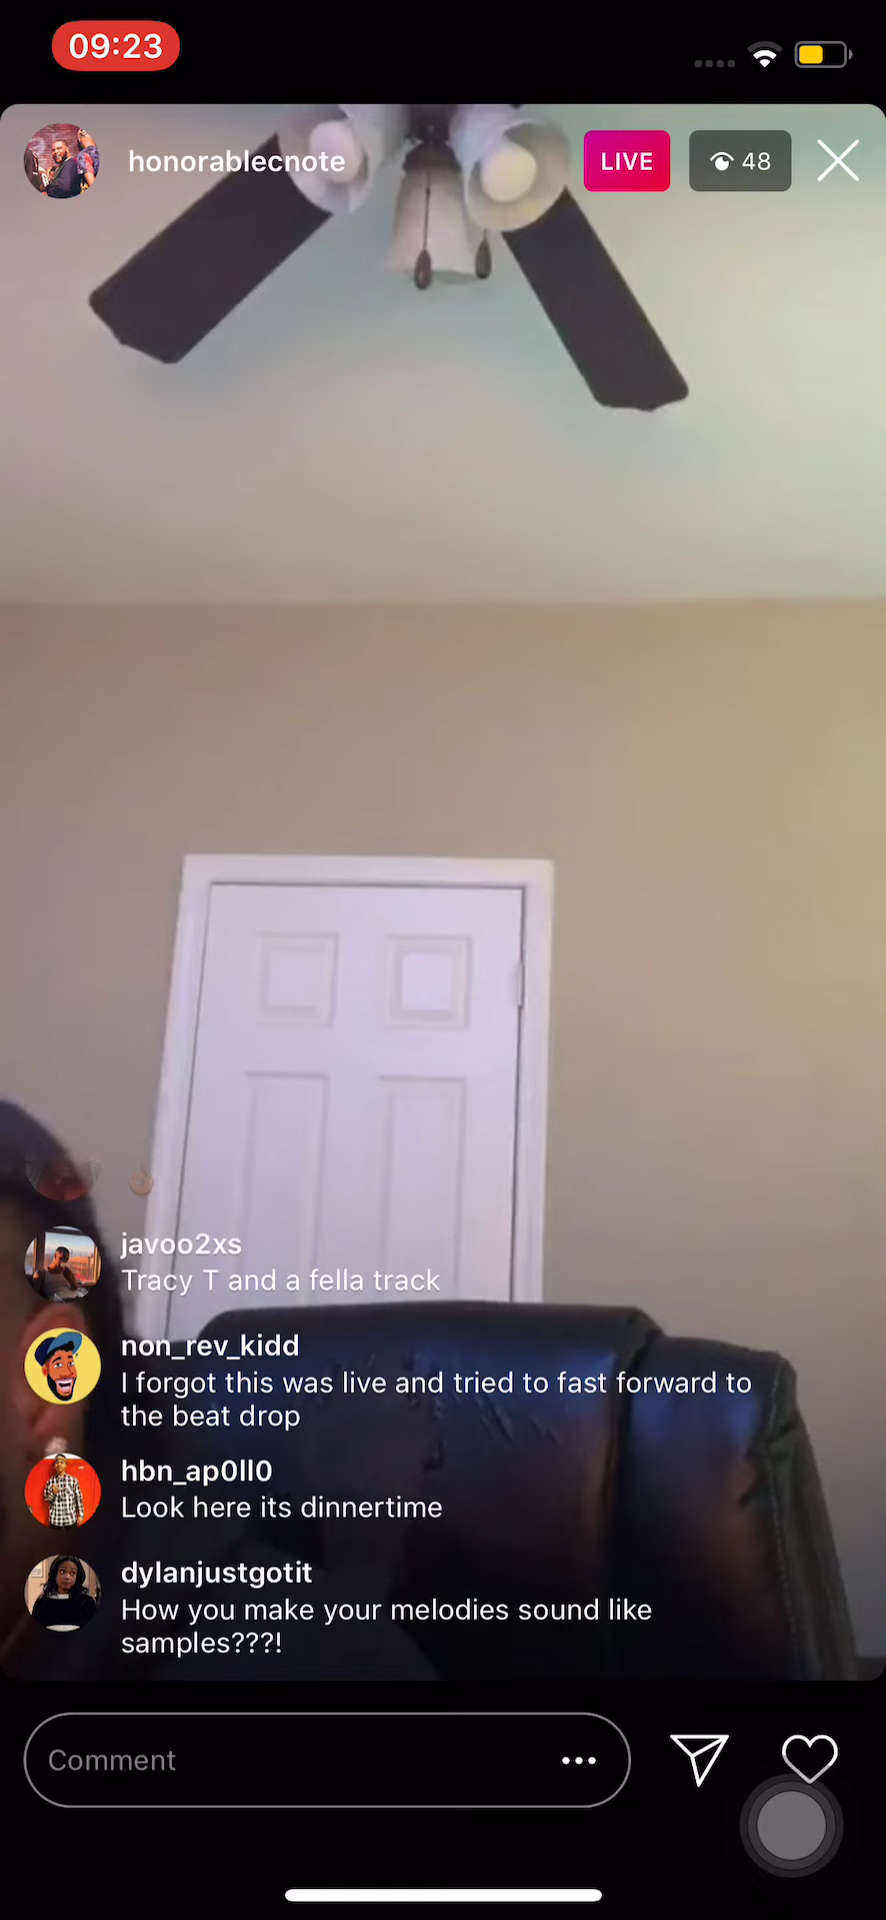 09:23
honorablecnote
LIVE
48
javoo2xs
Tracy T and a fella track
non_rev_kidd
I forgot this was live and tried to fast forward to
the beat drop
hbn_ap0ll0
Look here its dinnertime
dylanjustgotit
How you make your melodies sound like
samples???!
Comment